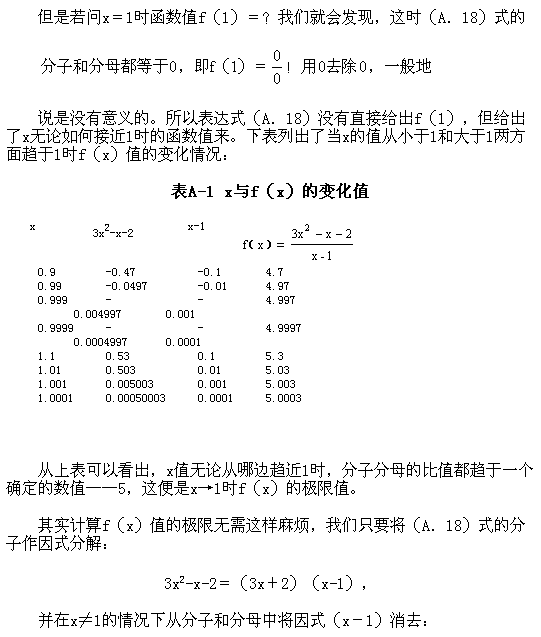 但是若问x＝1时函数值f（1）＝？我们就会发现，这时（A．18）式的
分子和分母都等于0，即f（1）＝0/0！用0去除0，一般地
说是没有意义的。所以表达式（A．18）没有直接给出f（1），但给出
了x无论如何接近1时的函数值来。下表列出了当x的值从小于1和大于1两方
面趋于1时f（x）值的变化情况：
表A-1 x与f（x）的变化值
x 3x²-x-2 x-1 f（x）＝(3x²－x－2)/(x-1)
0.9 -0.47 -0.1 4.7
0.99 -0.0497 -0.01 4.97
0.999 - - 4.997
0.004997 0.001
0.9999 - - 4.9997
0.0004997 0.0001
1.1 0.53 0.1 5.3
1.01 0.503 0.01 5.03
1.001 0.005003 0.001 5.003
1.0001 0.00050003 0.0001 5.0003
从上表可以看出，x值无论从哪边趋近1时，分子分母的比值都趋于一个
确定的数值——5，这便是x→1时f（x）的极限值。
其实计算f（x）值的极限无需这样麻烦，我们只要将（A．18）式的分
子作因式分解：
3x²-x-2＝（3x＋2）（x-1），
并在x≠1的情况下从分子和分母中将因式（x－1）消去：